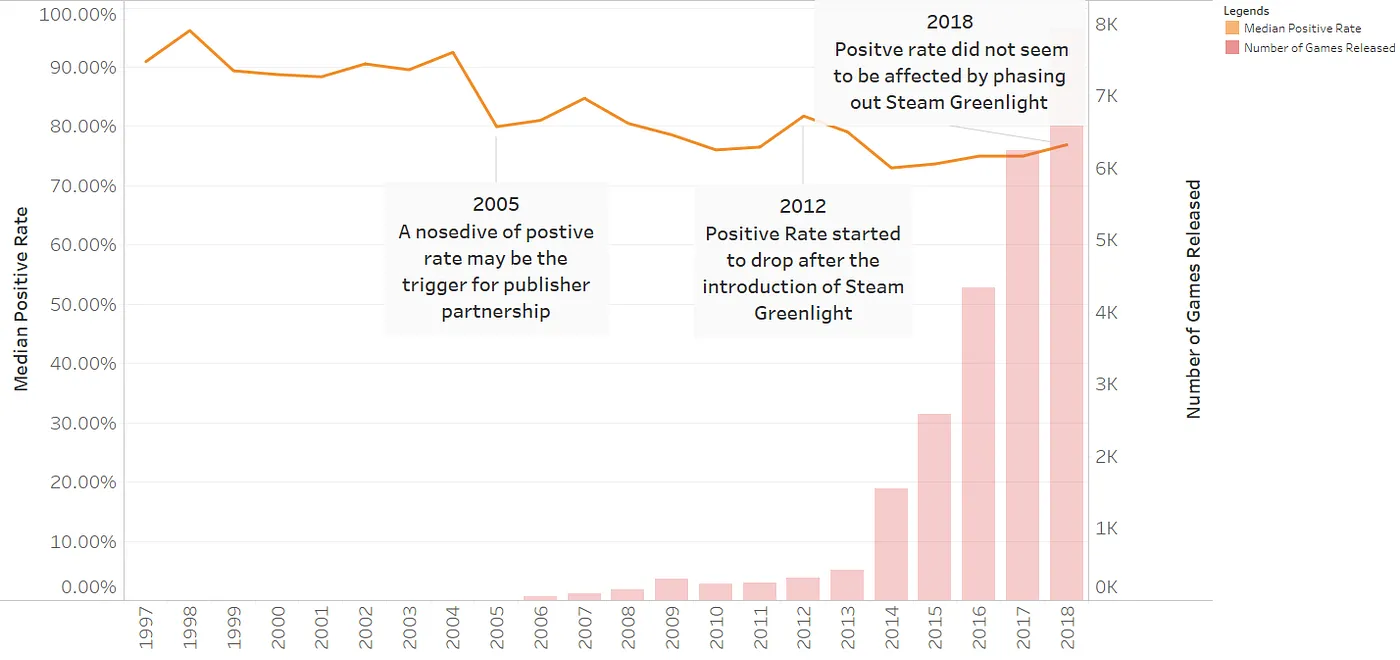 100.00%
90.00%
80.00%
70.00%
60.00%
50.00%
40.00%
30.00%
20.00%
10.00%
0.00%
Median Positive Rate
2005
A nosedive of postive
rate may be the
trigger for publisher
partnership
2012
Positive Rate started
to drop after the
introduction of Steam
Greenlight
2018
Positve rate did not seem
to be affected by phasing
out Steam Greenlight
8K
7K
6K
5K
4K
3K
2K
1K
0K
Number of Games Released
Legends
Median Positive Rate
Number of Games Released
1997
1998
1999
2000
2001
2002
2003
2004
2005
2006
2007
2008
2009
2010
2011
2012
2013
2014
2015
2016
2017
2018